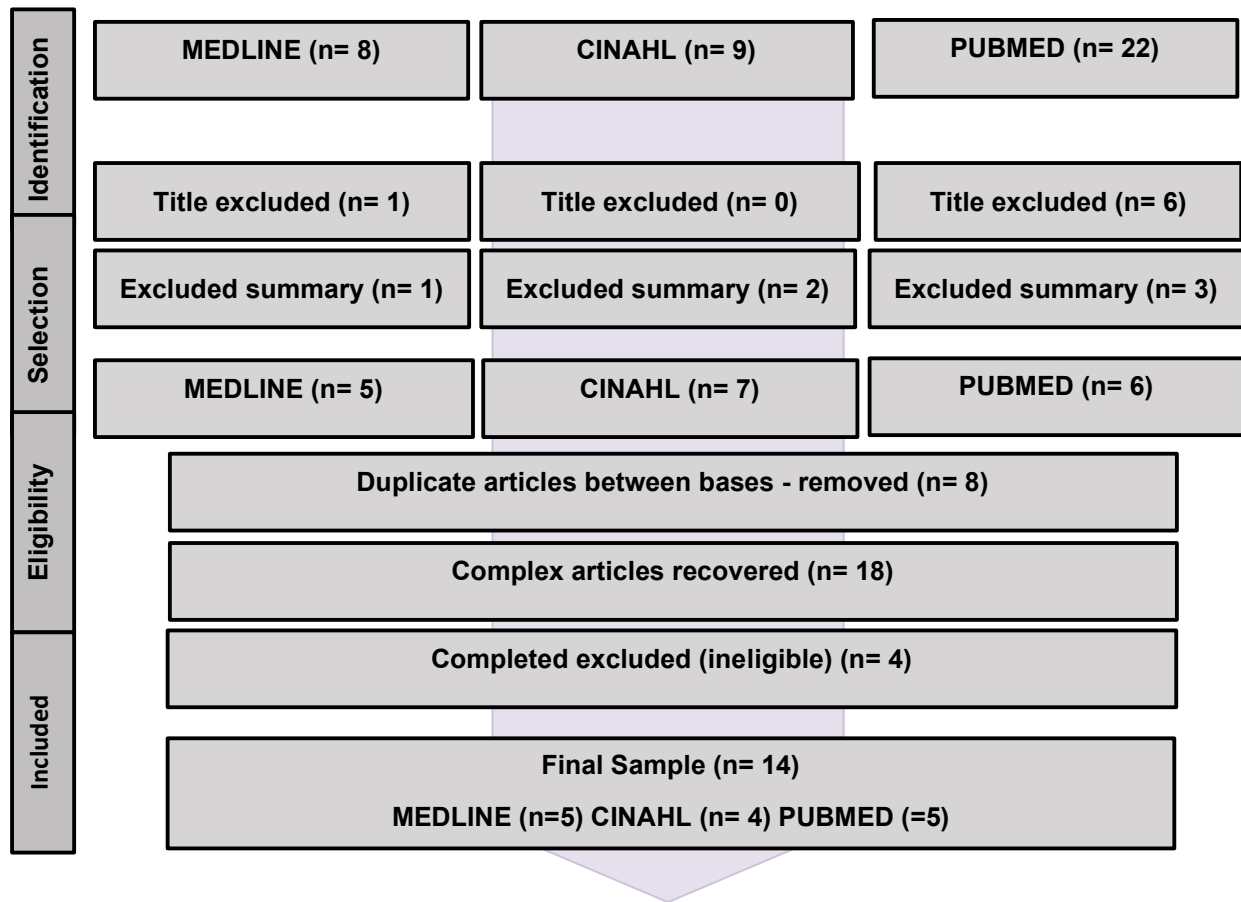 Identification
MEDLINE (n= 8)
CINAHL (n= 9)
PUBMED (n= 22)
Title excluded (n= 1)
Title excluded (n= 0)
Title excluded (n= 6)
Selection
Excluded summary (n= 1)
Excluded summary (n= 2)
Excluded summary (n= 3)
MEDLINE (n= 5)
CINAHL (n= 7)
PUBMED (n= 6)
Eligibility
Duplicate articles between bases - removed (n= 8)
Complex articles recovered (n= 18)
Included
Completed excluded (ineligible) (n= 4)
Final Sample (n= 14)
MEDLINE (n=5) CINAHL (n= 4) PUBMED (=5)